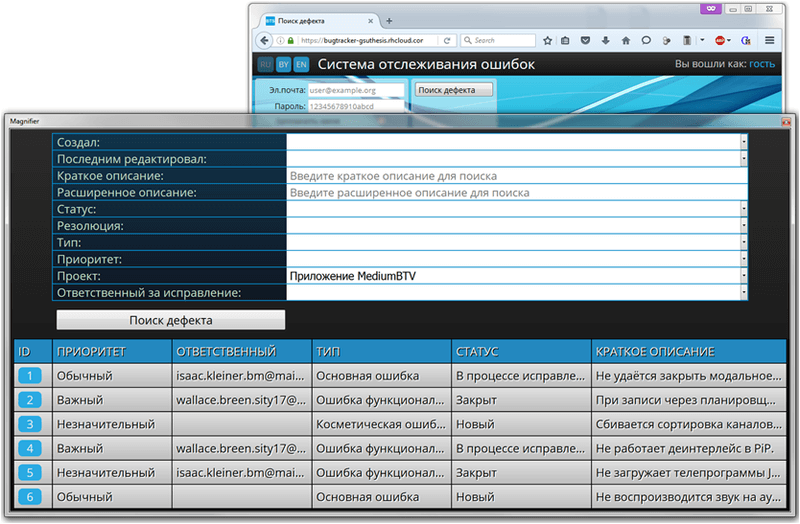 Поиск дефекта
https://bugtracker-gsuthesis.rhcloud.cor
Search
RU BY EN
Система отслеживания ошибок
Вы вошли как: гость
Эл.почта: user@example.org
Поиск дефекта
Пароль: 12345678910abcd
Magnifier
Создал:
Последним редактировал:
Краткое описание: Введите краткое описание для поиска
Расширенное описание: Введите расширенное описание для поиска
Статус:
Резолюция:
Тип:
Приоритет:
Проект: Приложение MediumBTV
Ответственный за исправление:
Поиск дефекта
ID ПРИОРИТЕТ ОТВЕТСТВЕННЫЙ ТИП СТАТУС КРАТКОЕ ОПИСАНИЕ
1 Обычный isaac.kleiner.bm@mai... Основная ошибка В процессе исправле... Не удаётся закрыть модальное...
2 Важный wallace.breen.sity17@... Ошибка функционал... Закрыт При записи через планировщ...
3 Незначительный Косметическая ошиб... Новый Сбивается сортировка каналов...
4 Важный wallace.breen.sity17@... Ошибка функционал... В процессе исправле... Не работает деинтерлейс в PiP.
5 Незначительный isaac.kleiner.bm@mai... Ошибка функционал... Закрыт Не загружает телепрограммы J...
6 Обычный Основная ошибка Новый Не воспроизводится звук на ау...